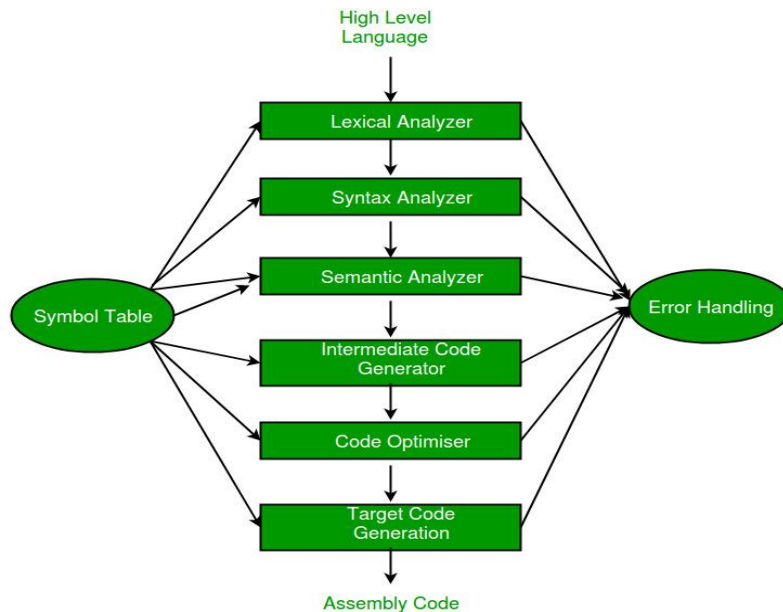 High Level
Language
Lexical Analyzer
Syntax Analyzer
Semantic Analyzer
Symbol Table
Error Handling
Intermediate Code
Generator
Code Optimiser
Target Code
Generation
Assembly Code